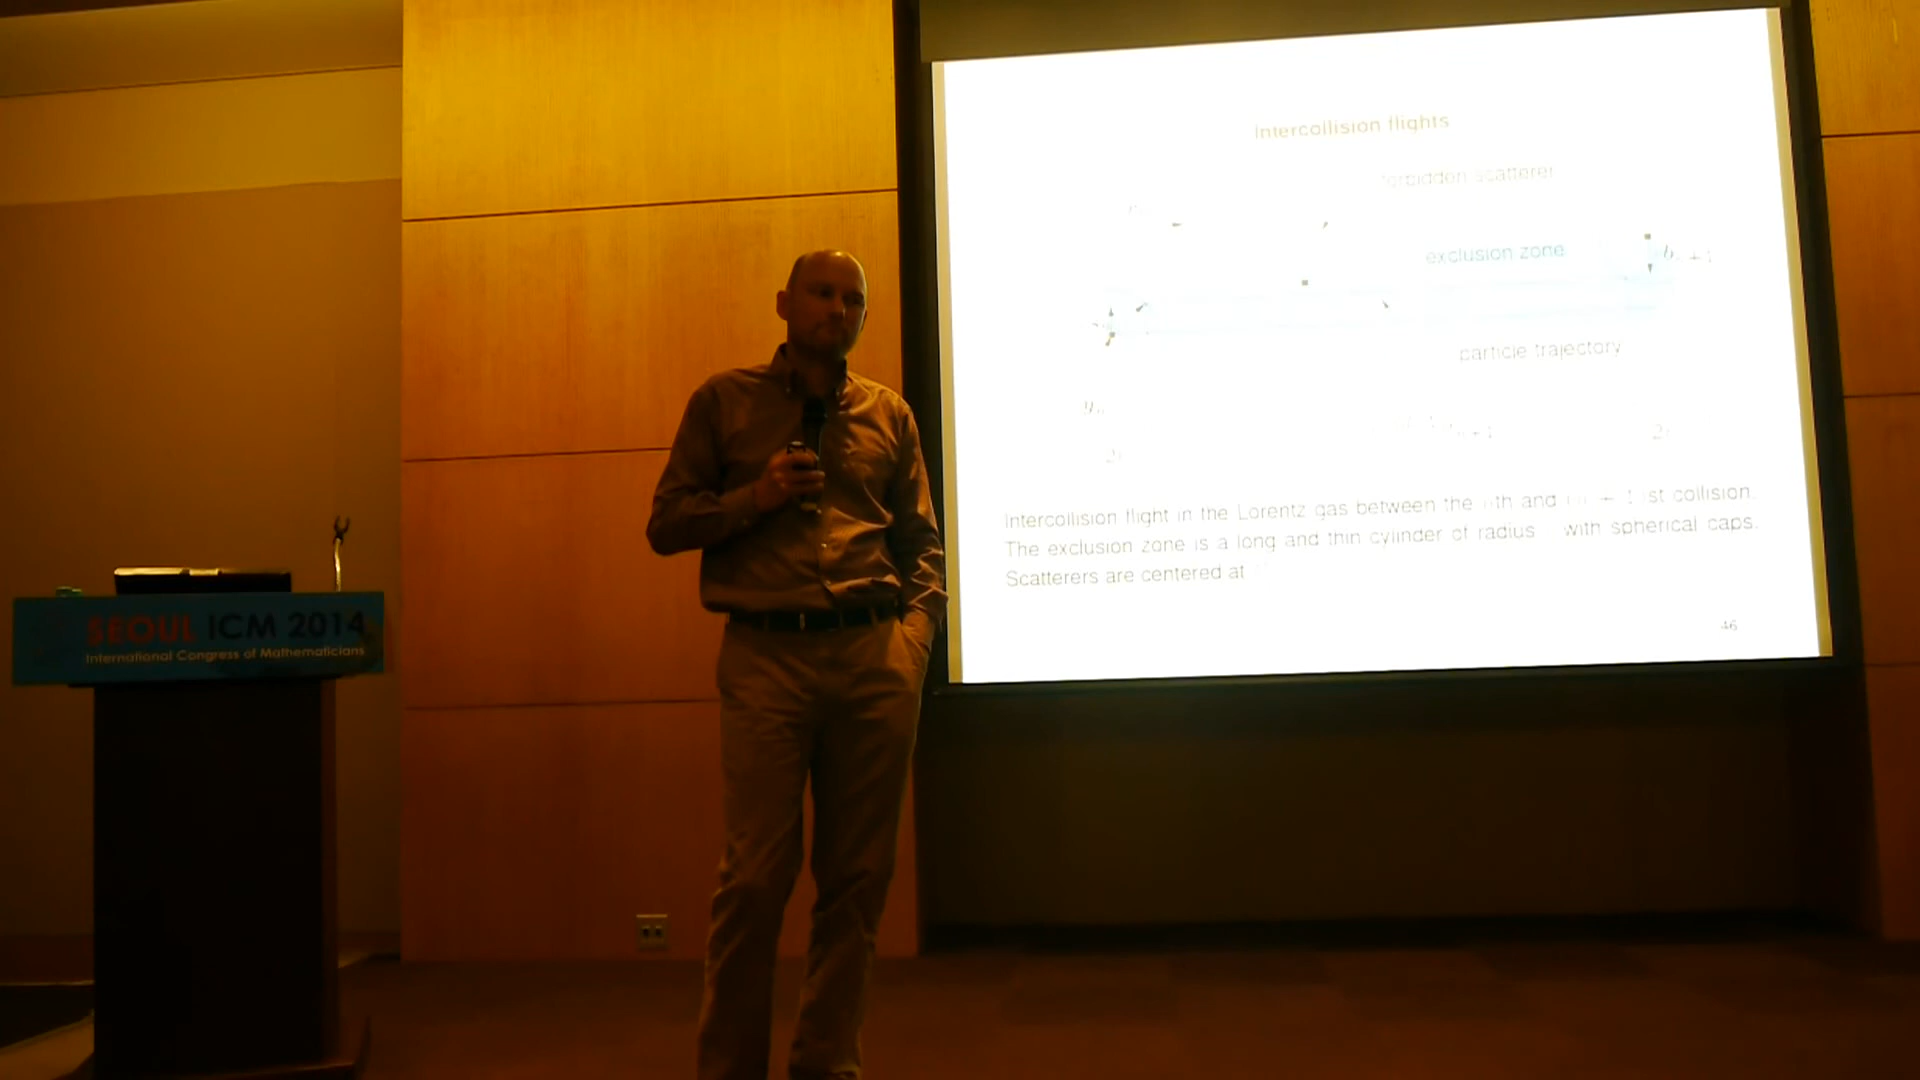 SEOUL ICM 2014
International Congress of Mathematicians
Intercollision flights
forbidden scatterer
exclusion zone
particle trajectory
Intercollision flight in the Lorentz gas between the nth and st collision.
The exclusion zone is a long and thin cylinder of radius with spherical caps.
Scatterers are centered at
46